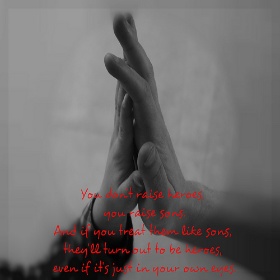 You don't raise heroes,
you raise sons.
And if you treat them like sons,
they'll turn out to be heroes,
even if it's just in your own eyes.